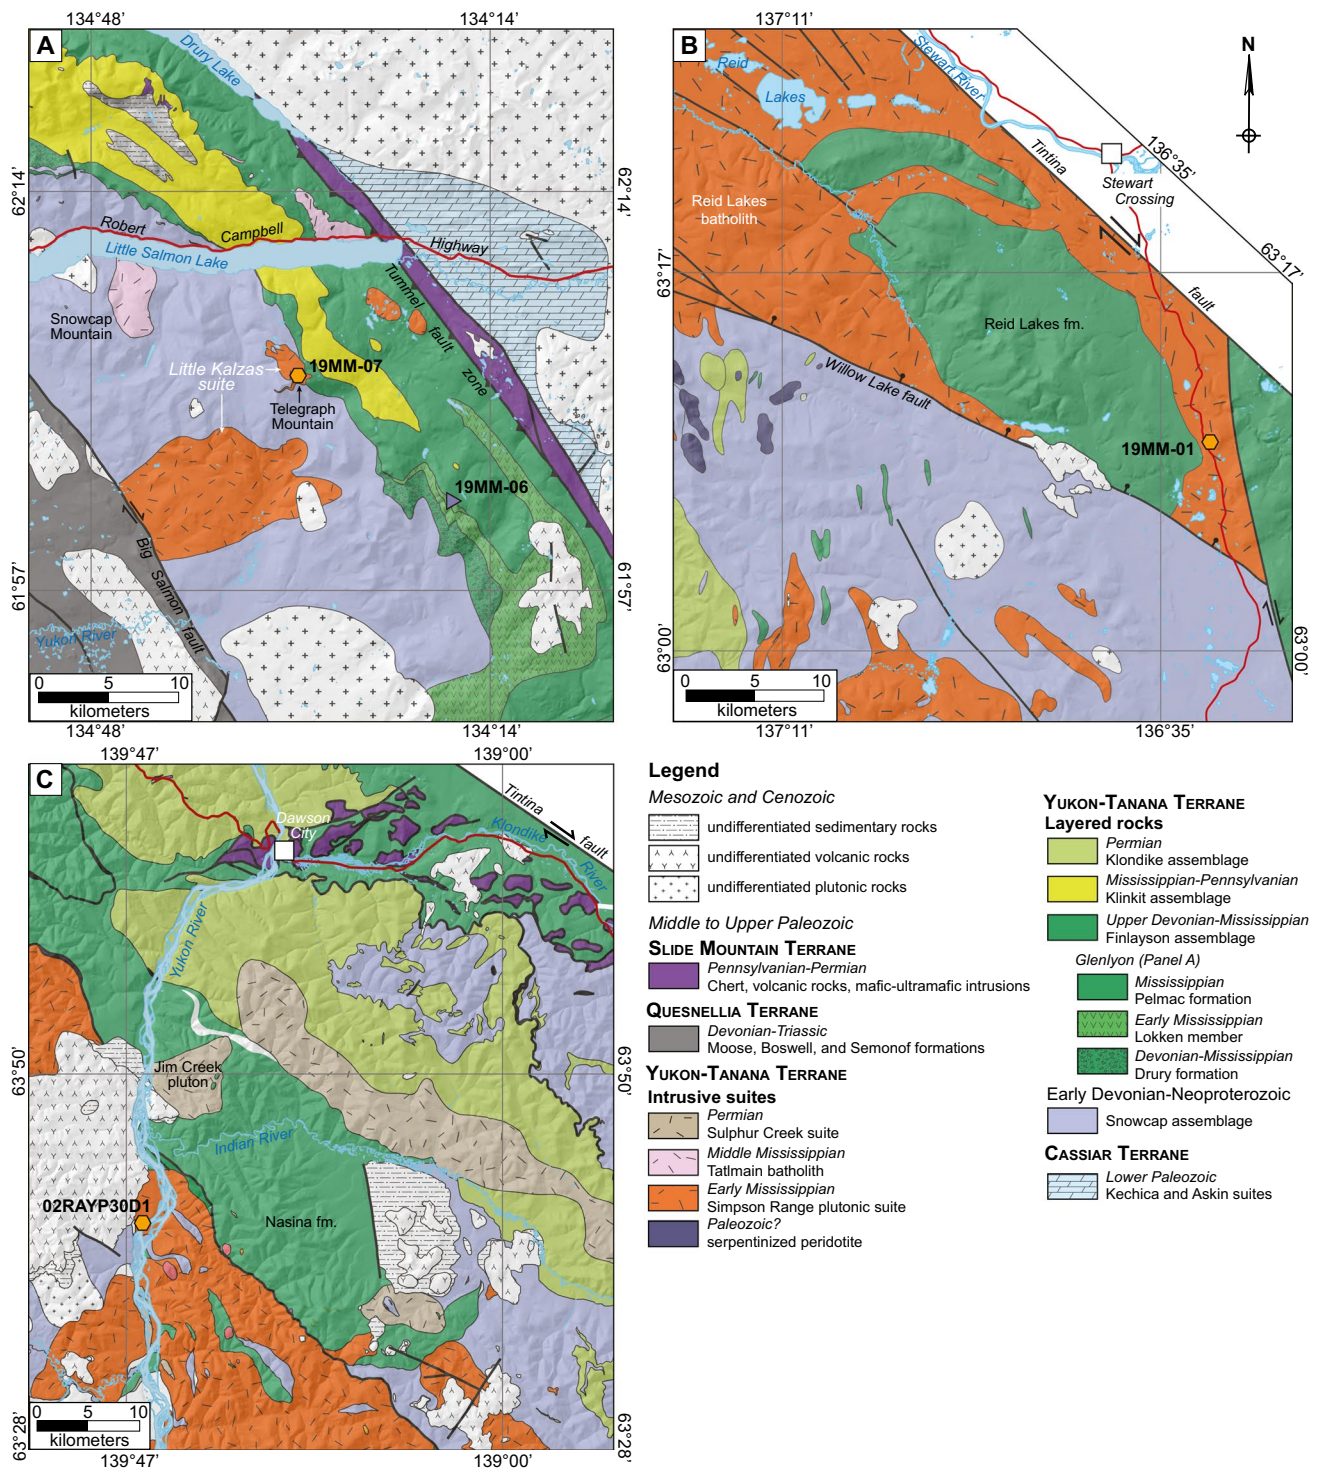 134°48'
134°14'
A
Drury Lake
62°14'
62°14'
Robert
Campbell
Highway
Little Salmon Lake
Tummel
fault
zone
Snowcap
Mountain
Little Kalzas
suite
19MM-07
Telegraph
Mountain
19MM-06
Big
Salmon
fault
61°57'
61°57'
Yukon River
0 5 10
kilometers
134°48'
134°14'
137°11'
B
Reid
Lakes
Stewart River
N
136°35'
Tintina
Stewart
Crossing
Reid Lakes
batholith
63°17'
63°17'
fault
Reid Lakes fm.
Willow Lake fault
19MM-01
63°00'
63°00'
0 5 10
kilometers
137°11'
136°35'
139°47'
139°00'
C
Tintina
fault
Dawson
City
Klondike
River
Yukon River
63°50'
63°50'
Jim Creek
pluton
Indian River
02RAYP30D1
Nasina fm.
0 5 10
kilometers
63°28'
63°28'
139°47'
139°00'
Legend
Mesozoic and Cenozoic
undifferentiated sedimentary rocks
undifferentiated volcanic rocks
undifferentiated plutonic rocks
Middle to Upper Paleozoic
SLIDE MOUNTAIN TERRANE
Pennsylvanian-Permian
Chert, volcanic rocks, mafic-ultramafic intrusions
QUESNELLIA TERRANE
Devonian-Triassic
Moose, Boswell, and Semonof formations
YUKON-TANANA TERRANE
Intrusive suites
Permian
Sulphur Creek suite
Middle Mississippian
Tatlmain batholith
Early Mississippian
Simpson Range plutonic suite
Paleozoic?
serpentinized peridotite
YUKON-TANANA TERRANE
Layered rocks
Permian
Klondike assemblage
Mississippian-Pennsylvanian
Klinkit assemblage
Upper Devonian-Mississippian
Finlayson assemblage
Glenlyon (Panel A)
Mississippian
Pelmac formation
Early Mississippian
Lokken member
Devonian-Mississippian
Drury formation
Early Devonian-Neoproterozoic
Snowcap assemblage
CASSIAR TERRANE
Lower Paleozoic
Kechica and Askin suites